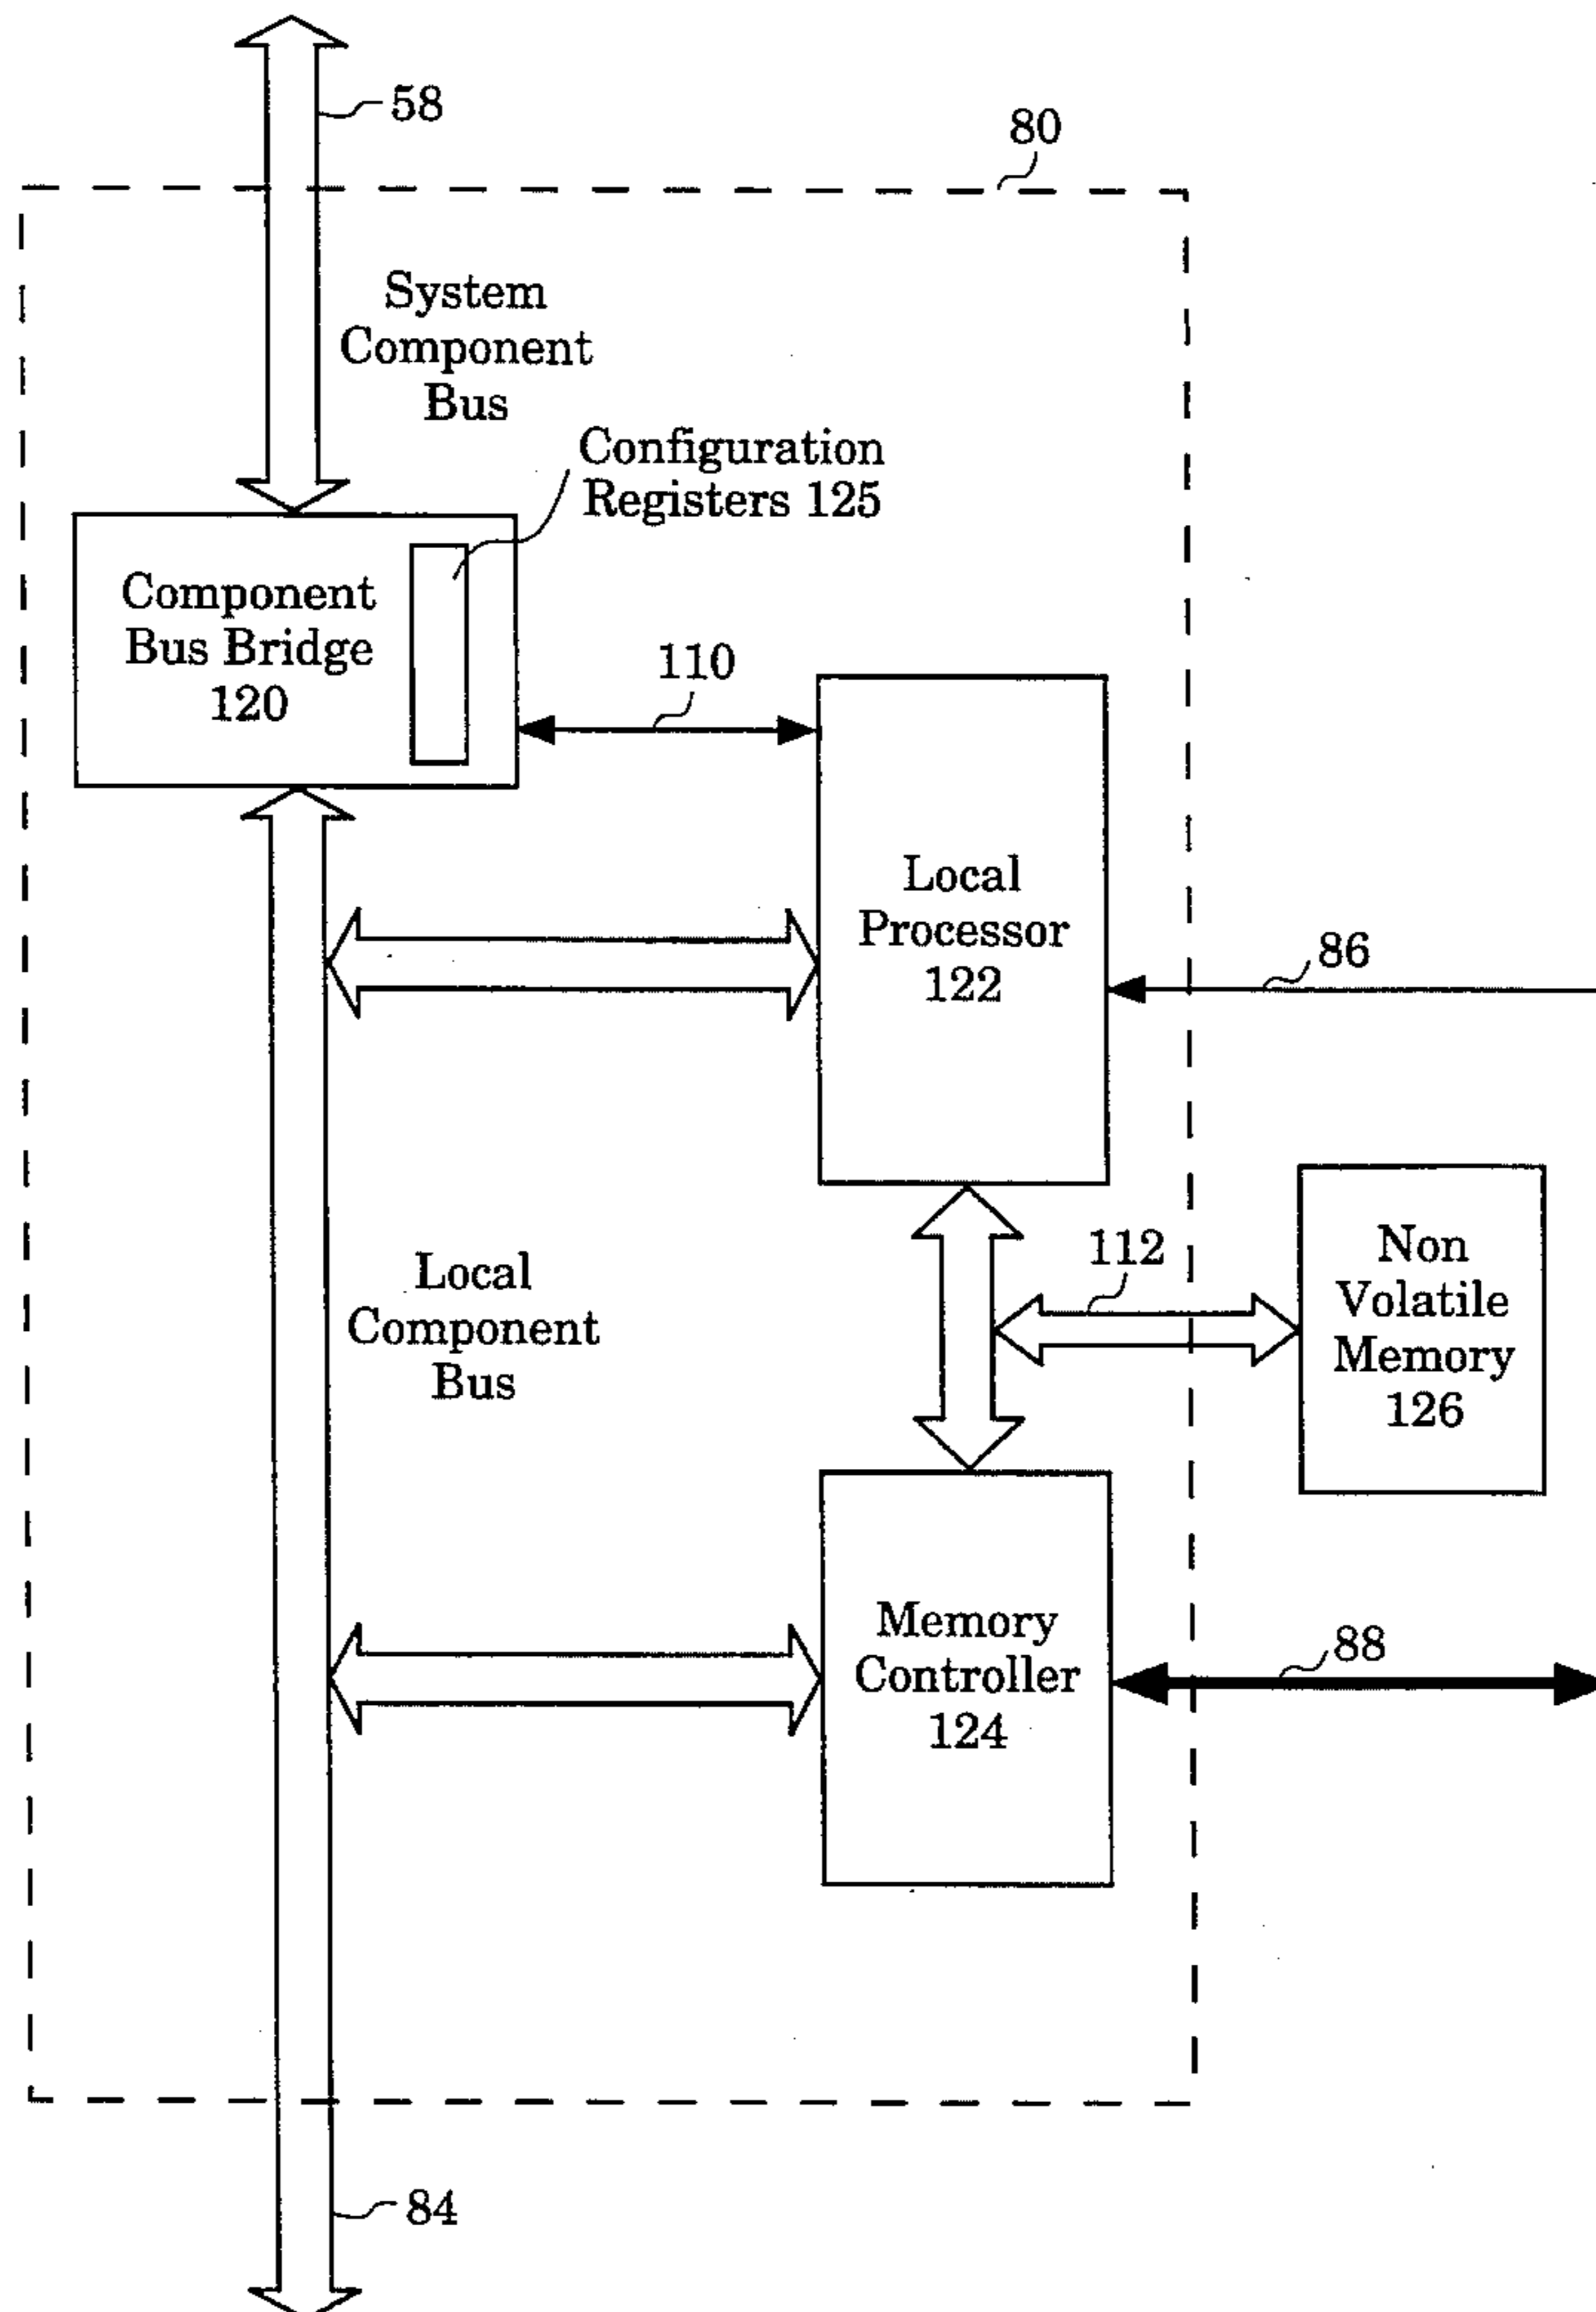 58
80
System
Component
Bus
Configuration
Registers 125
Component
Bus Bridge
120
110
Local
Processor
122
86
112
Non
Volatile
Memory
126
Local
Component
Bus
Memory
Controller
124
88
84